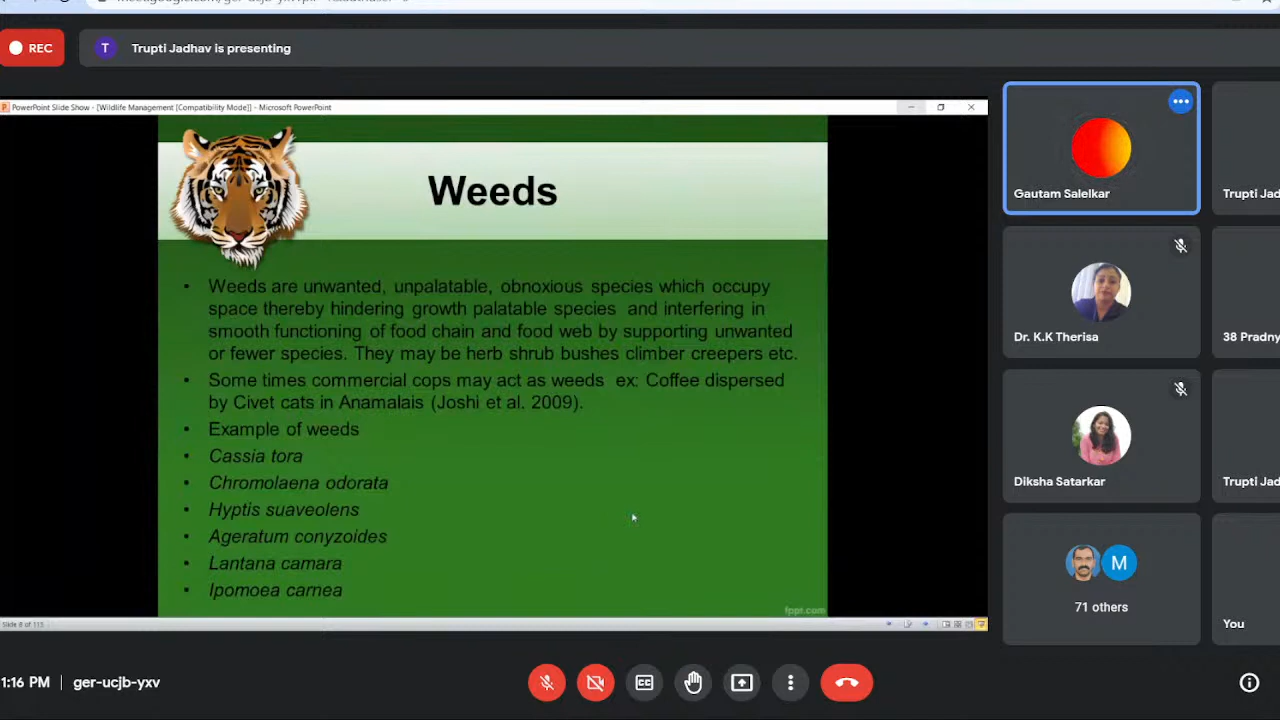 REC
T
Trupti Jadhav is presenting
PowerPoint Slide Show - [Wildlife Management [Compatibility Mode]] - Microsoft PowerPoint
Weeds
• Weeds are unwanted, unpalatable, obnoxious species which occupy
space thereby hindering growth palatable species and interfering in
smooth functioning of food chain and food web by supporting unwanted
or fewer species. They may be herb shrub bushes climber creepers etc.
• Some times commercial cops may act as weeds ex: Coffee dispersed
by Civet cats in Anamalais (Joshi et al. 2009).
• Example of weeds
• Cassia tora
• Chromolaena odorata
• Hyptis suaveolens
• Ageratum conyzoides
• Lantana camara
• Ipomoea carnea
fppt.com
Slide 8 of 113
Gautam Salelkar
Trupti Jad
Dr. K.K Therisa
38 Pradny
Diksha Satarkar
Trupti Jad
M
71 others
You
1:16 PM | ger-ucjb-yxv